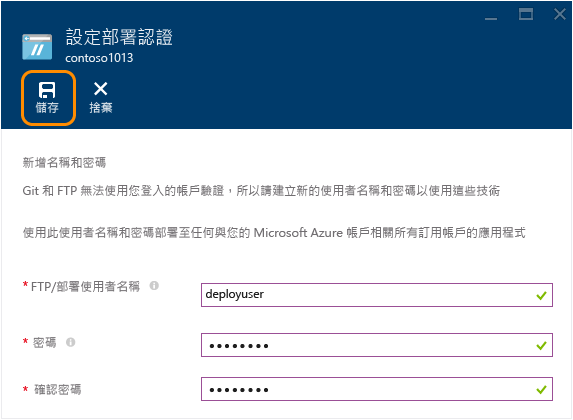 設定部署認證
contoso1013
儲存
捨棄
新增名稱和密碼
Git 和 FTP 無法使用您登入的帳戶驗證，所以請建立新的使用者名稱和密碼以使用這些技術
使用此使用者名稱和密碼部署至任何與您的 Microsoft Azure 帳戶相關所有訂用帳戶的應用程式
* FTP/部署使用者名稱
deployuser
* 密碼
••••••••
* 確認密碼
••••••••